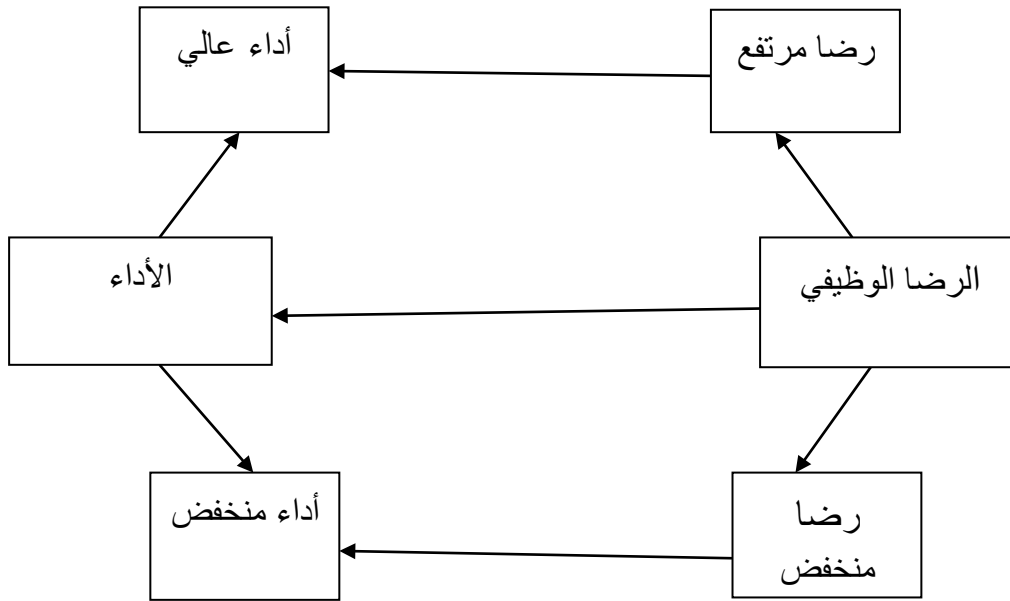 رضا مرتفع
أداء عالي
الرضا الوظيفي
الأداء
رضا
منخفض
أداء منخفض